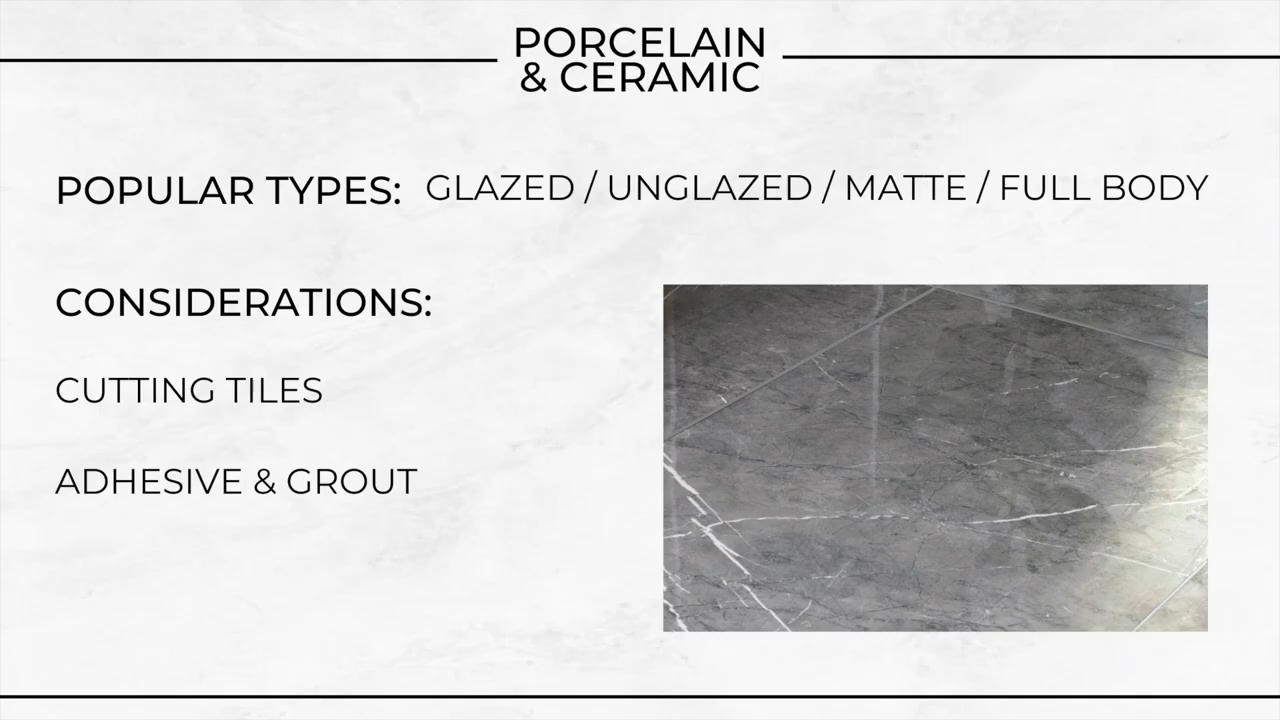 PORCELAIN
& CERAMIC
POPULAR TYPES: GLAZED / UNGLAZED / MATTE / FULL BODY
CONSIDERATIONS:
CUTTING TILES
ADHESIVE & GROUT